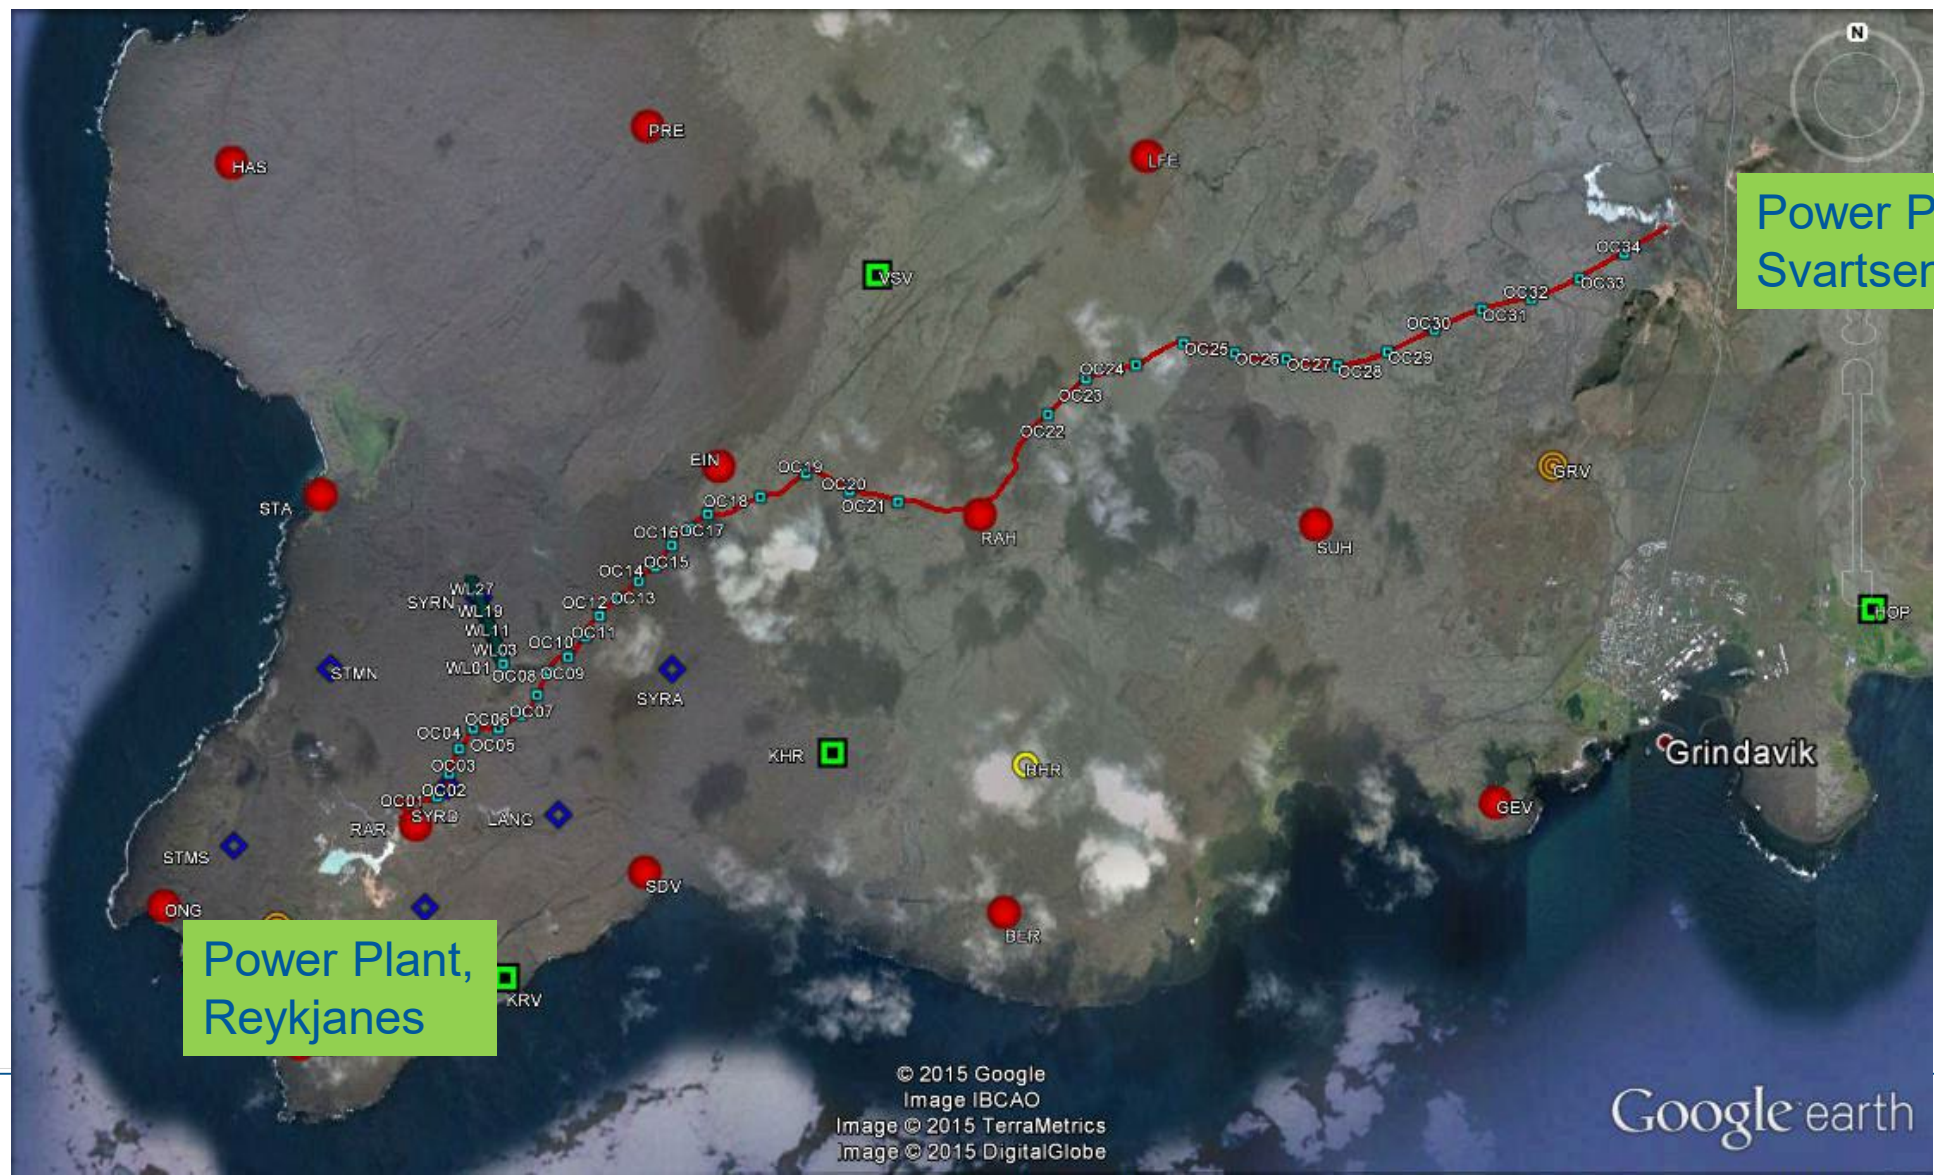 N
PRE
HAS
LFE
Power P
Svartsen
OC34
VSV
OC33
OC32
OC31
OC30
OC25
OC29
OC26
OC27
OC24
OC28
OC23
OC22
EIN
OC19
GRV
OC20
OC18
STA
OC21
OC16
OC17
RAH
SUH
OC15
OC14
WL27
OC12
OC13
SYRN
WL19
HOP
WL11
OC11
OC10
WL03
WL01
OC08
OC09
STMN
SYRA
OC06
OC07
OC04
OC05
KHR
Grindavik
OC03
RHR
OC02
OC01
GEV
SYRD
LANG
RAR
STMS
SDV
ONG
BER
Power Plant,
Reykjanes
KRV
© 2015 Google
Image IBCAO
Image © 2015 TerraMetrics
Image © 2015 DigitalGlobe
Google earth